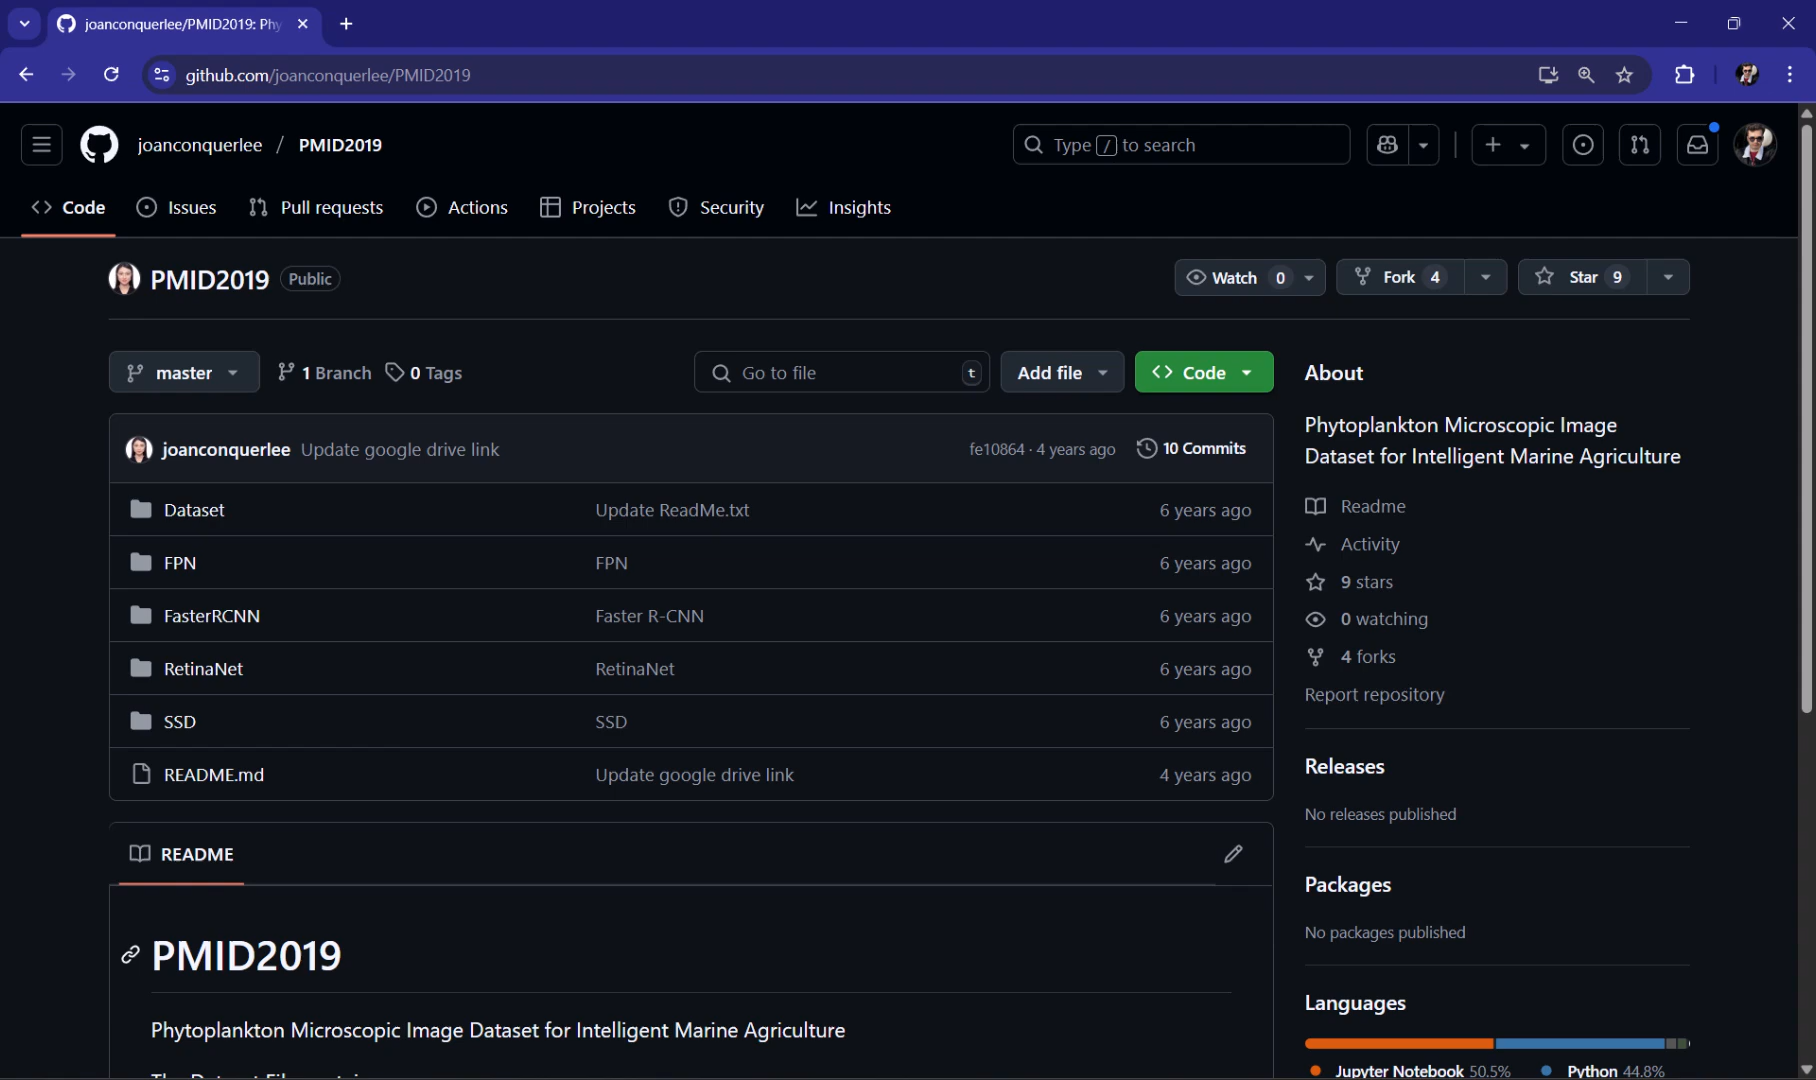 joanconquerlee/PMID2019: Phy
github.com/joanconquerlee/PMID2019
joanconquerlee / PMID2019
Type / to search
Code Issues Pull requests Actions Projects Security Insights
PMID2019 Public
Watch 0 Fork 4 Star 9
master 1 Branch 0 Tags
Go to file t Add file Code
joanconquerlee Update google drive link fe10864 · 4 years ago 10 Commits
Dataset Update ReadMe.txt 6 years ago
FPN FPN 6 years ago
FasterRCNN Faster R-CNN 6 years ago
RetinaNet RetinaNet 6 years ago
SSD SSD 6 years ago
README.md Update google drive link 4 years ago
README
PMID2019
Phytoplankton Microscopic Image Dataset for Intelligent Marine Agriculture
About
Phytoplankton Microscopic Image
Dataset for Intelligent Marine Agriculture
Readme
Activity
9 stars
0 watching
4 forks
Report repository
Releases
No releases published
Packages
No packages published
Languages
Jupyter Notebook 50.5% Python 44.8%